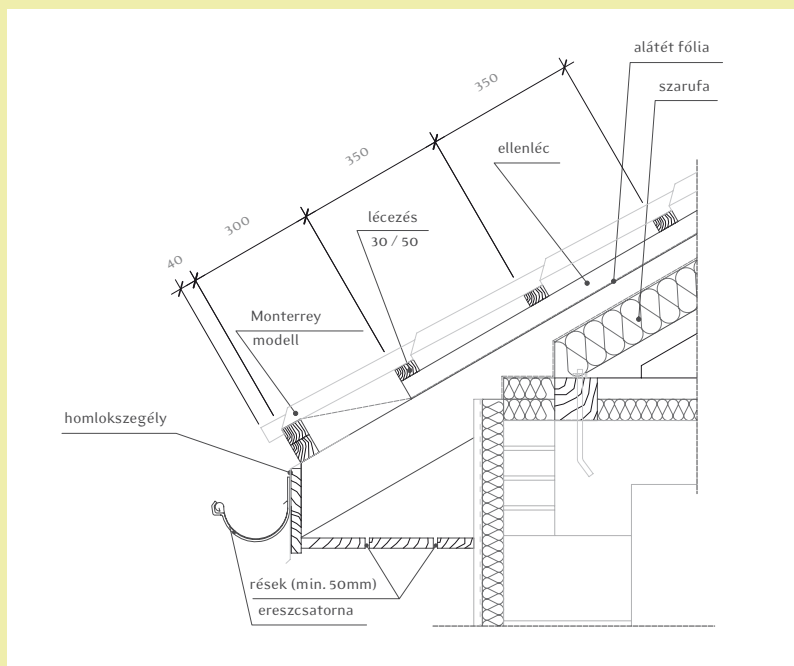 alátét fólia
szarufa
350
ellenléc
350
lécezés
30 / 50
300
40
Monterrey
modell
homlokszegély
rések (min. 50mm)
ereszcsatorna